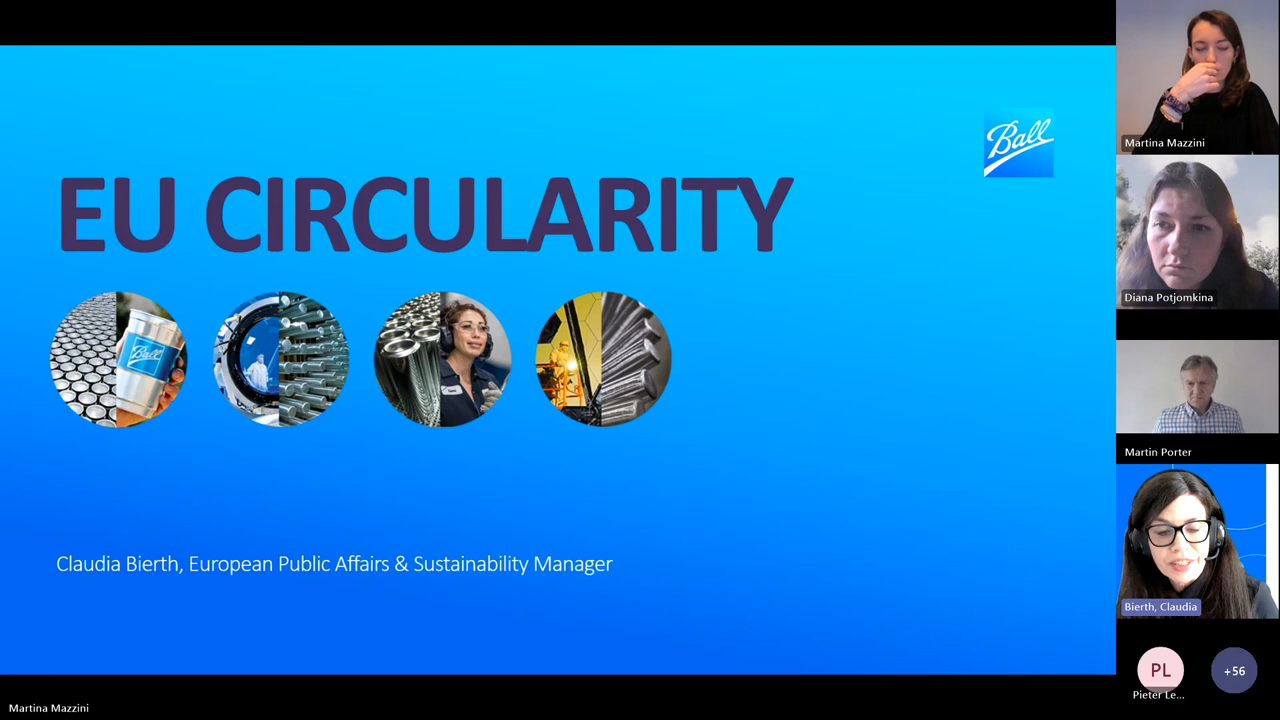 Ball
EU CIRCULARITY
Ball
Claudia Bierth, European Public Affairs & Sustainability Manager
Martina Mazzini
Martina Mazzini
Diana Potjomkina
Martin Porter
Bierth, Claudia
PL
+56
Pieter Le...